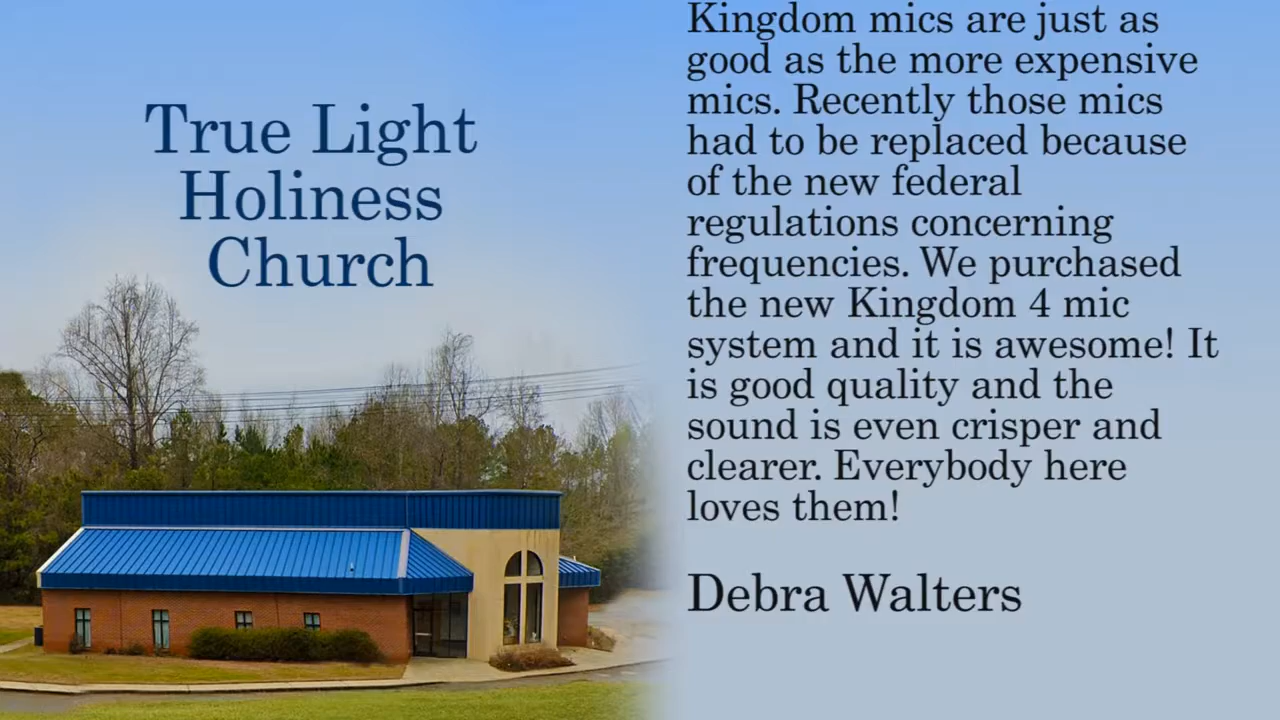 True Light
Holiness
Church
Kingdom mics are just as
good as the more expensive
mics. Recently those mics
had to be replaced because
of the new federal
regulations concerning
frequencies. We purchased
the new Kingdom 4 mic
system and it is awesome! It
is good quality and the
sound is even crisper and
clearer. Everybody here
loves them!
Debra Walters